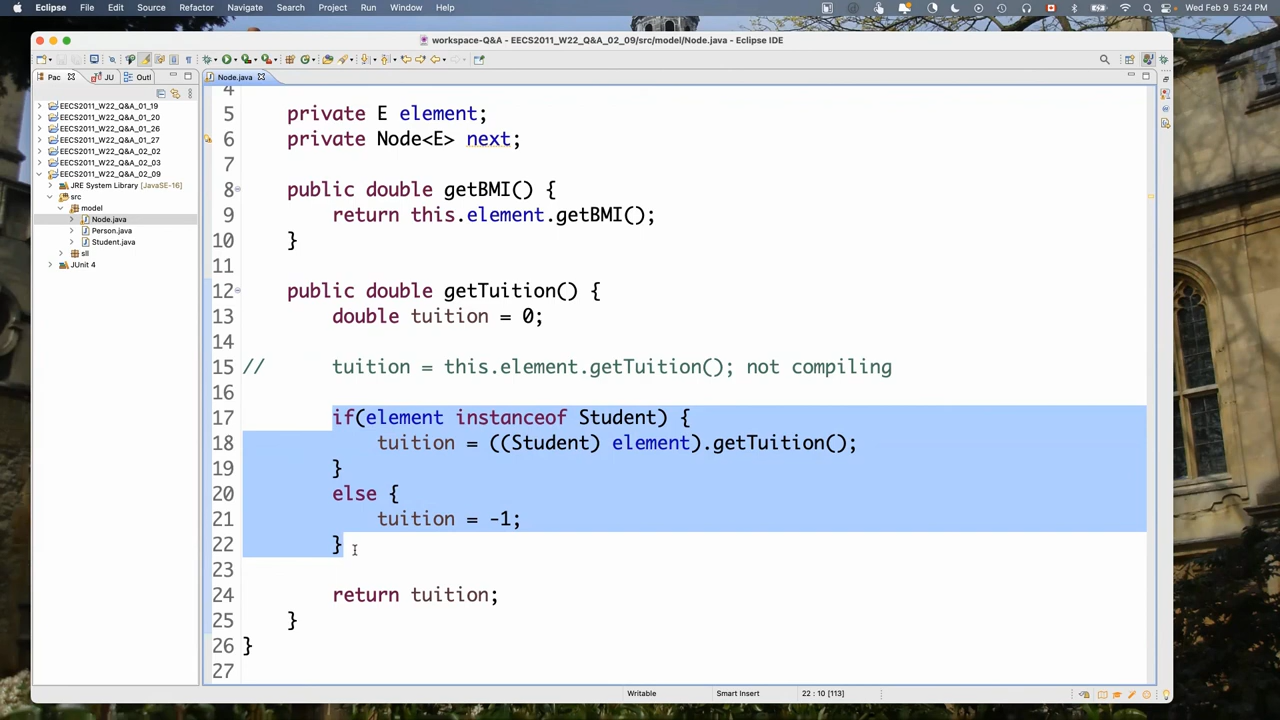 Eclipse File Edit Source Refactor Navigate Search Project Run Window Help Wed Feb 9 5:24 PM
workspace-Q&A - EECS2011_W22_Q&A_02_09/src/model/Node.java - Eclipse IDE
Pac JU Outl
Node.java
EECS2011_W22_Q&A_01_19
EECS2011_W22_Q&A_01_20
EECS2011_W22_Q&A_01_26
EECS2011_W22_Q&A_01_27
EECS2011_W22_Q&A_02_02
EECS2011_W22_Q&A_02_03
EECS2011_W22_Q&A_02_09
JRE System Library [JavaSE-16]
src
model
Node.java
Person.java
Student.java
sll
JUnit 4
4
5 private E element;
6 private Node<E> next;
7
8 public double getBMI() {
9 return this.element.getBMI();
10 }
11
12 public double getTuition() {
13 double tuition = 0;
14
15 // tuition = this.element.getTuition(); not compiling
16
17 if(element instanceof Student) {
18 tuition = ((Student) element).getTuition();
19 }
20 else {
21 tuition = -1;
22 }
23
24 return tuition;
25 }
26 }
27
Writable Smart Insert 22 : 10 [113]